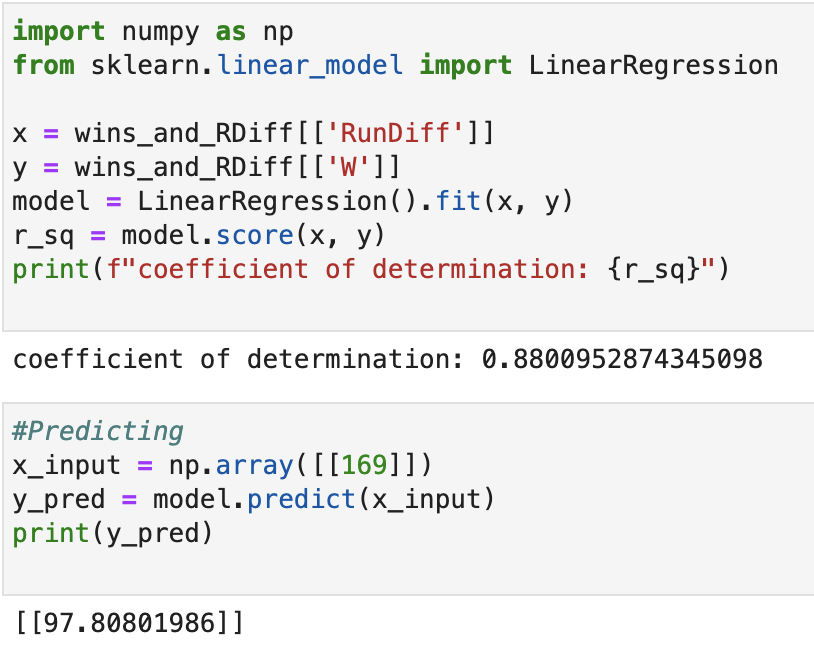 import numpy as np
from sklearn.linear_model import LinearRegression
x = wins_and_RDiff[['RunDiff']]
y = wins_and_RDiff[['W']]
model = LinearRegression().fit(x, y)
r_sq = model.score(x, y)
print(f"coefficient of determination: {r_sq}")
coefficient of determination: 0.8800952874345098
#Predicting
x_input = np.array([[169]])
y_pred = model.predict(x_input)
print(y_pred)
[[97.80801986]]